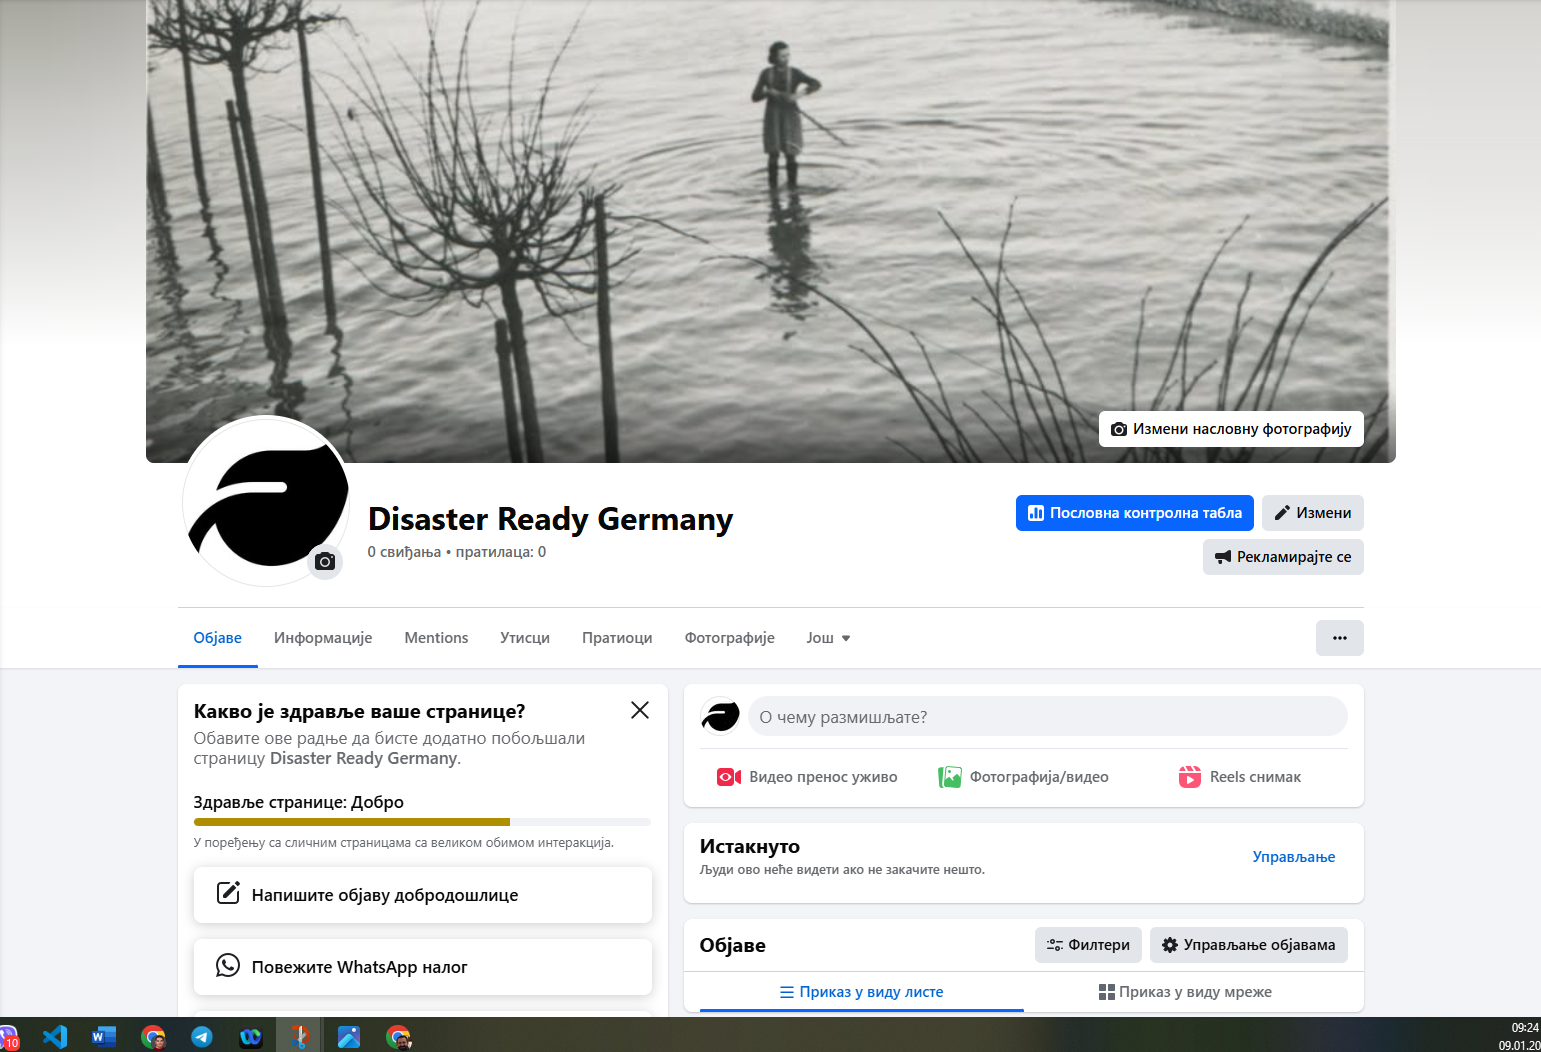 Измени насловну фотографију
Disaster Ready Germany
0 свиђања • пратилаца: 0
Пословна контролна табла
Измени
Рекламирајте се
Објаве
Информације
Mentions
Утисци
Пратиоци
Фотографије
Још
Какво је здравље ваше странице?
Обавите ове радње да бисте додатно побољшали
страницу Disaster Ready Germany.
Здравље странице: Добро
У поређењу са сличним страницама са великом обимом интеракција.
Напишите објаву добродошлице
Повежите WhatsApp налог
О чему размишљате?
Видео пренос уживо
Фотографија/видео
Reels снимак
Истакнуто
Људи ово неће видети ако не закачите нешто.
Управљање
Објаве
Филтери
Управљање објавама
Приказ у виду листе
Приказ у виду мреже
10
W
09:24
09.01.20